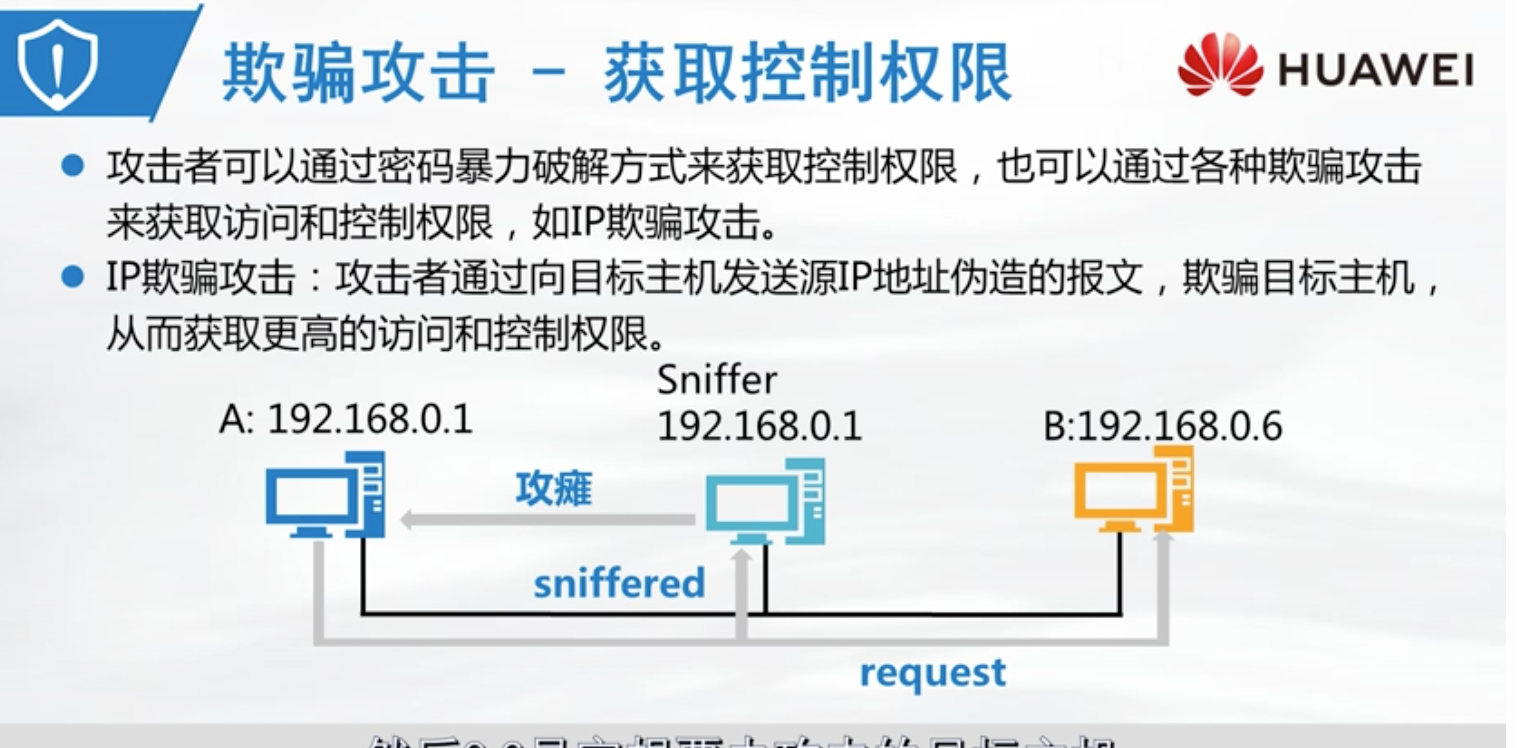 欺骗攻击 - 获取控制权限
HUAWEI
攻击者可以通过密码暴力破解方式来获取控制权限，也可以通过各种欺骗攻击
来获取访问和控制权限，如IP欺骗攻击。
IP欺骗攻击：攻击者通过向目标主机发送源IP地址伪造的报文，欺骗目标主机，
从而获取更高的访问和控制权限。
Sniffer
A: 192.168.0.1
192.168.0.1
B:192.168.0.6
攻瘫
sniffered
request